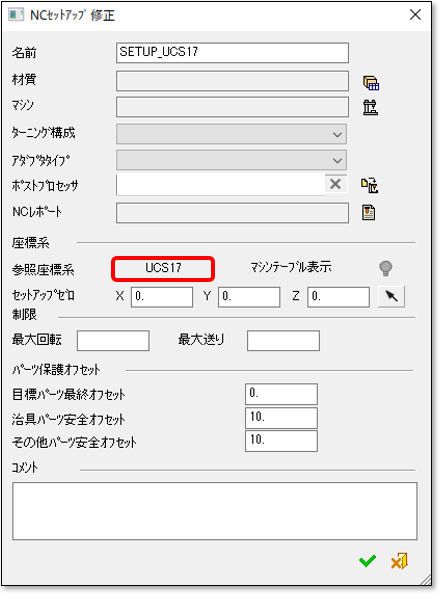 NCｾｯﾄｱｯﾌﾟ 修正
名前 SETUP_UCS17
材質
マシン
ターニング構成
ｱﾀﾞﾌﾟﾀﾀｲﾌﾟ
ﾎﾟｽﾄﾌﾟﾛｾｯｻ
NCﾚﾎﾟｰﾄ
座標系
参照座標系 UCS17 マシンテーブル表示
ｾｯﾄｱｯﾌﾟｾﾞﾛ X 0. Y 0. Z 0.
制限
最大回転 最大送り
ﾊﾟｰﾂ保護ｵﾌｾｯﾄ
目標パーツ最終オフセット 0.
治具パーツ安全オフセット 10.
その他パーツ安全オフセット 10.
ｺﾒﾝﾄ